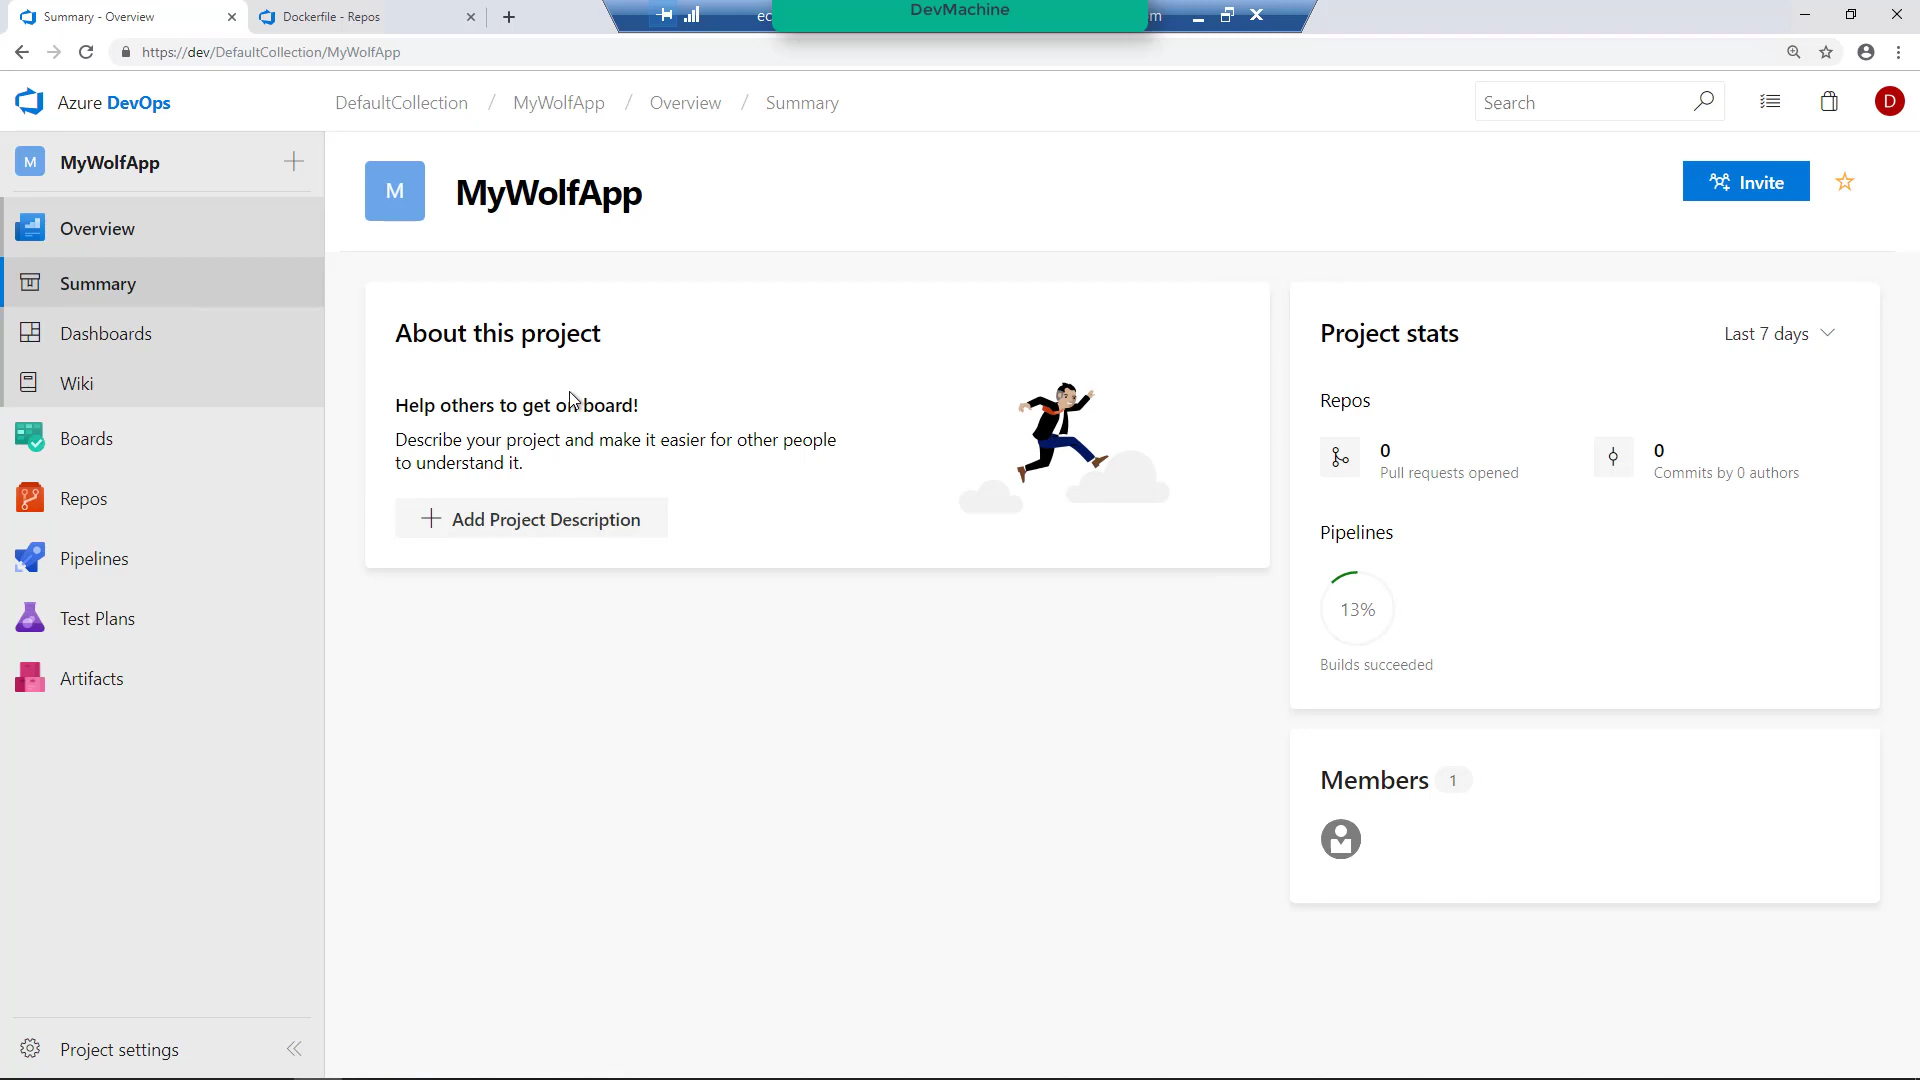 Summary - Overview
Dockerfile - Repos
ec
DevMachine
m
https://dev/DefaultCollection/MyWolfApp
Azure DevOps
DefaultCollection / MyWolfApp / Overview / Summary
Search
D
M
MyWolfApp
Overview
Summary
Dashboards
Wiki
Boards
Repos
Pipelines
Test Plans
Artifacts
Project settings
M
MyWolfApp
Invite
About this project
Help others to get onboard!
Describe your project and make it easier for other people
to understand it.
Add Project Description
Project stats
Last 7 days
Repos
0
Pull requests opened
0
Commits by 0 authors
Pipelines
13%
Builds succeeded
Members 1